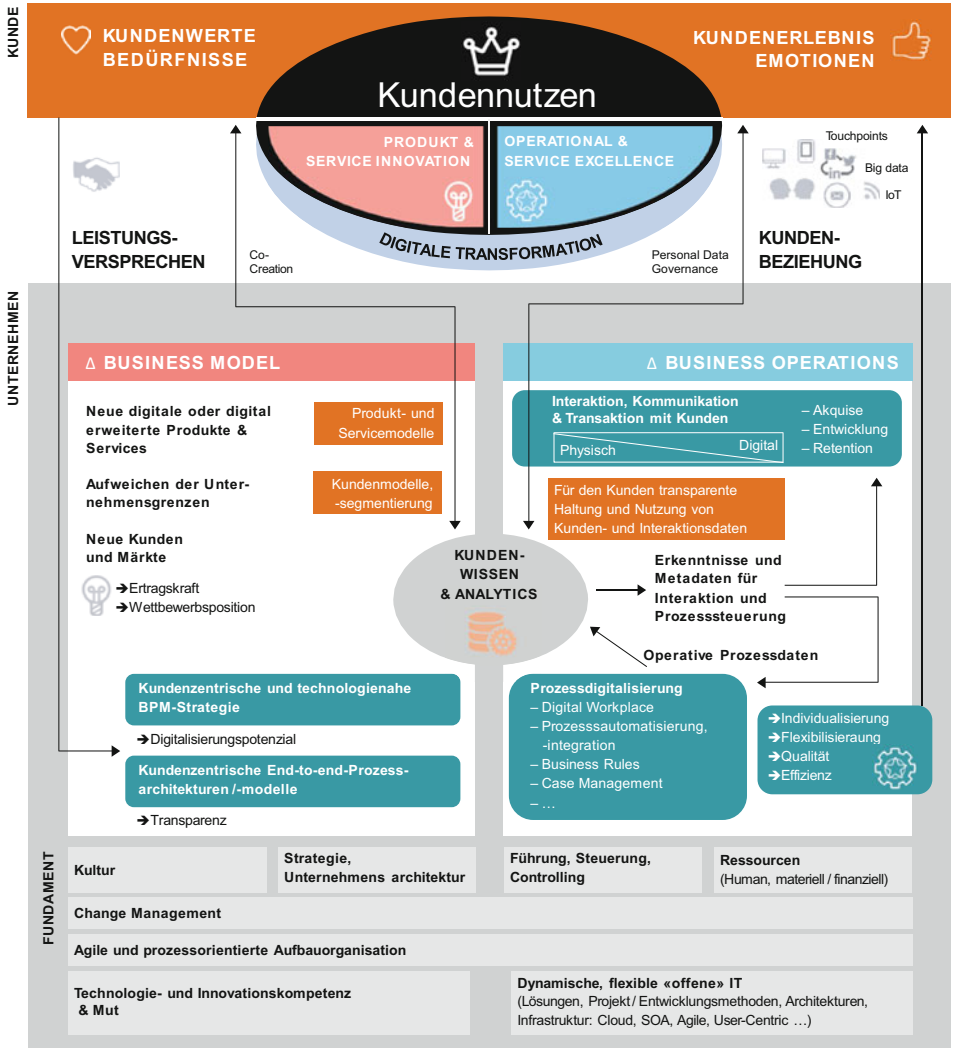 KUNDE
KUNDENWERTE
BEDÜRFNISSE
KUNDENERLEBNIS
EMOTIONEN
Kundennutzen
PRODUKT &
SERVICE INNOVATION
OPERATIONAL &
SERVICE EXCELLENCE
DIGITALE TRANSFORMATION
Touchpoints
Big data
in
IoT
LEISTUNGS-
VERSPRECHEN
Co-
Creation
Personal Data
Governance
KUNDEN-
BEZIEHUNG
UNTERNEHMEN
Δ BUSINESS MODEL
Neue digitale oder digital
erweiterte Produkte &
Services
Produkt- und
Servicemodelle
Aufweichen der Unter-
nehmensgrenzen
Kundenmodelle,
-segmentierung
Neue Kunden
und Märkte
➔Ertragskraft
➔Wettbewerbsposition
Kundenzentrische und technologienahe
BPM-Strategie
➔Digitalisierungspotenzial
Kundenzentrische End-to-end-Prozess-
architekturen /-modelle
➔Transparenz
KUNDEN-
WISSEN
& ANALYTICS
Δ BUSINESS OPERATIONS
Interaktion, Kommunikation
& Transaktion mit Kunden
Physisch
Digital
– Akquise
– Entwicklung
– Retention
Für den Kunden transparente
Haltung und Nutzung von
Kunden- und Interaktionsdaten
Erkenntnisse und
Metadaten für
Interaktion und
Prozesssteuerung
Operative Prozessdaten
Prozessdigitalisierung
– Digital Workplace
– Prozesssautomatisierung,
-integration
– Business Rules
– Case Management
– …
➔Individualisierung
➔Flexibilisieraung
➔Qualität
➔Effizienz
FUNDAMENT
Kultur
Strategie,
Unternehmens architektur
Führung, Steuerung,
Controlling
Ressourcen
(Human, materiell / finanziell)
Change Management
Agile und prozessorientierte Aufbauorganisation
Technologie- und Innovationskompetenz
& Mut
Dynamische, flexible «offene» IT
(Lösungen, Projekt / Entwicklungsmethoden, Architekturen,
Infrastruktur: Cloud, SOA, Agile, User-Centric …)